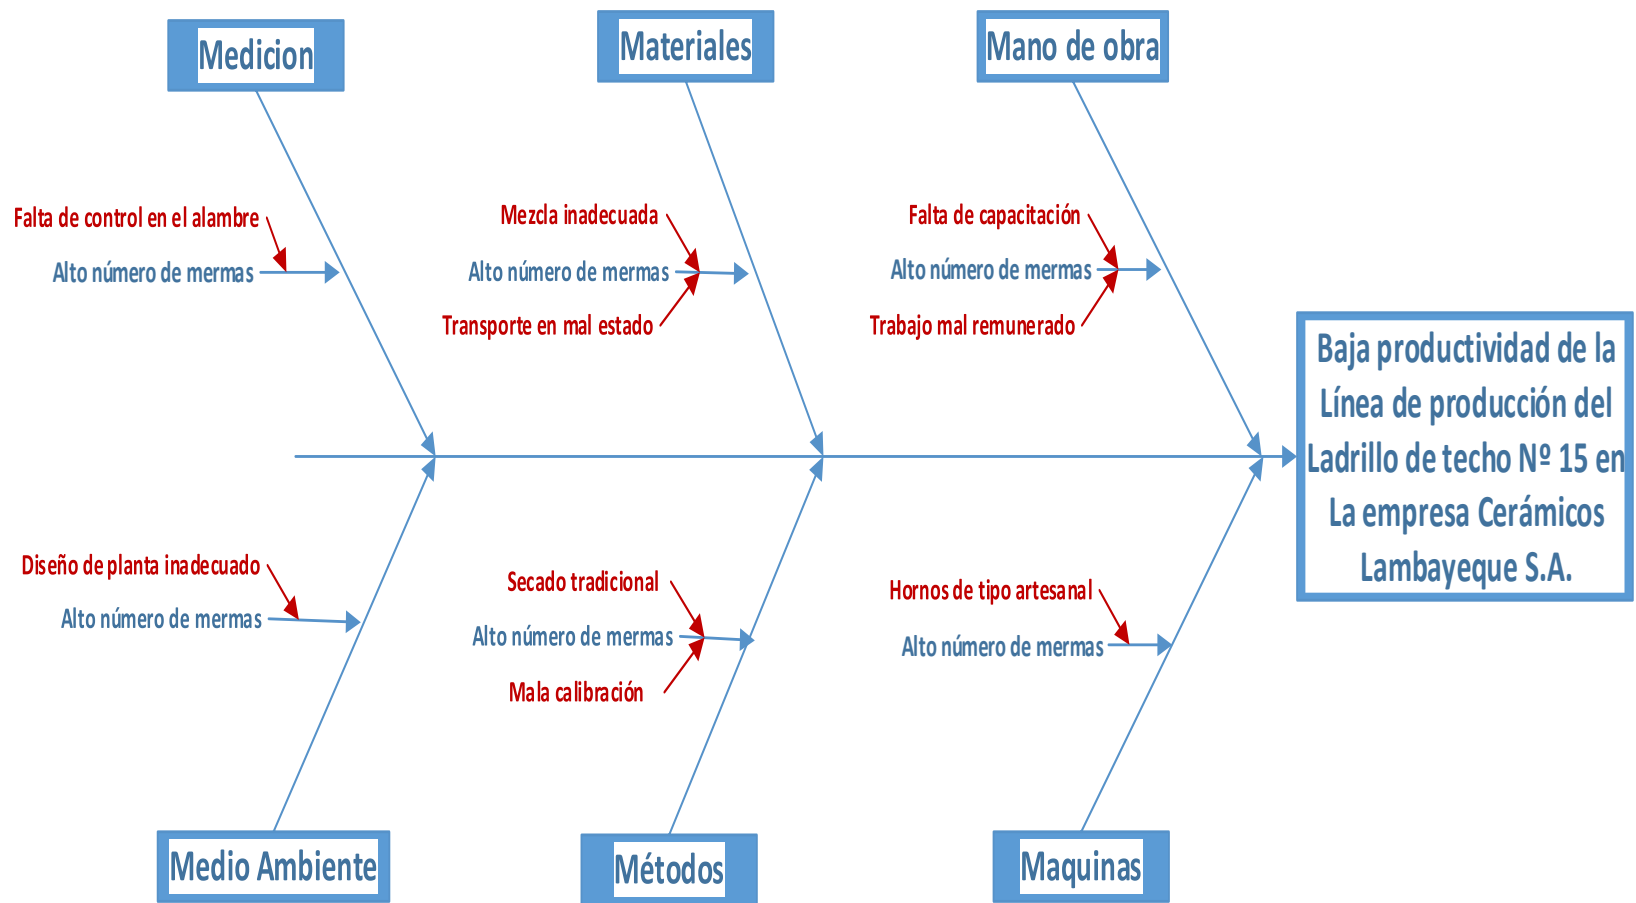 Medicion
Materiales
Mano de obra
Falta de control en el alambre
Alto número de mermas
Mezcla inadecuada
Alto número de mermas
Transporte en mal estado
Falta de capacitación
Alto número de mermas
Trabajo mal remunerado
Baja productividad de la
Línea de producción del
Ladrillo de techo Nº 15 en
La empresa Cerámicos
Lambayeque S.A.
Diseño de planta inadecuado
Alto número de mermas
Secado tradicional
Alto número de mermas
Mala calibración
Hornos de tipo artesanal
Alto número de mermas
Medio Ambiente
Métodos
Maquinas